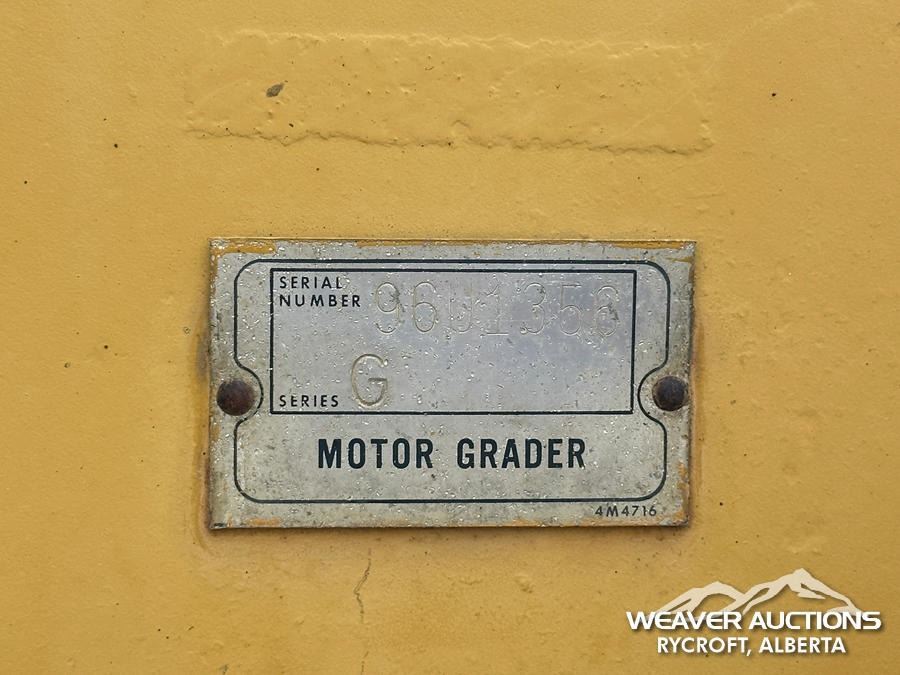 SERIAL
NUMBER 96U1356
SERIES G
MOTOR GRADER
4M4716
WEAVER AUCTIONS
RYCROFT, ALBERTA